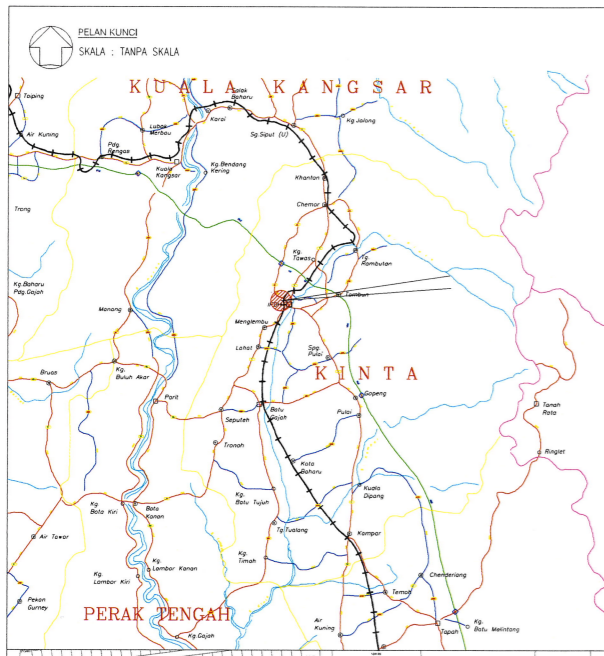 PELAN KUNCI
SKALA : TANPA SKALA
KUALA KANGSAR
Taiping
Salak
Baharu
Karai
Air Kuning
Lubok
Merbau
Sg.Siput (U)
Kg.Jalong
Pdg.
Rengas
Kuala
Kangsar
Kg.Bendang
Kering
Khantan
Trong
Chemor
Kg.
Tawas
Tg.
Rambutan
Kg.Baharu
Pdg.Gajah
Manong
Tambun
Menglembu
Lahat
Spg.
Pulai
KINTA
Bruas
Kg.
Buluh Akar
Parit
Seputeh
Batu
Gajah
Gopeng
Pulai
Tanah
Rata
Tronoh
Ringlet
Kota
Baharu
Kg.
Batu Tujuh
Kuala
Dipang
Kg.
Bota Kiri
Bota
Kanan
Tg.Tualang
Air Tawar
Kampar
Kg.
Timah
Kg.
Lambor Kanan
Kg.
Lambor Kiri
Chenderiang
Temoh
Pekan
Gurney
PERAK TENGAH
Kg.Gajah
Air
Kuning
Tapah
Kg.
Batu Melintang